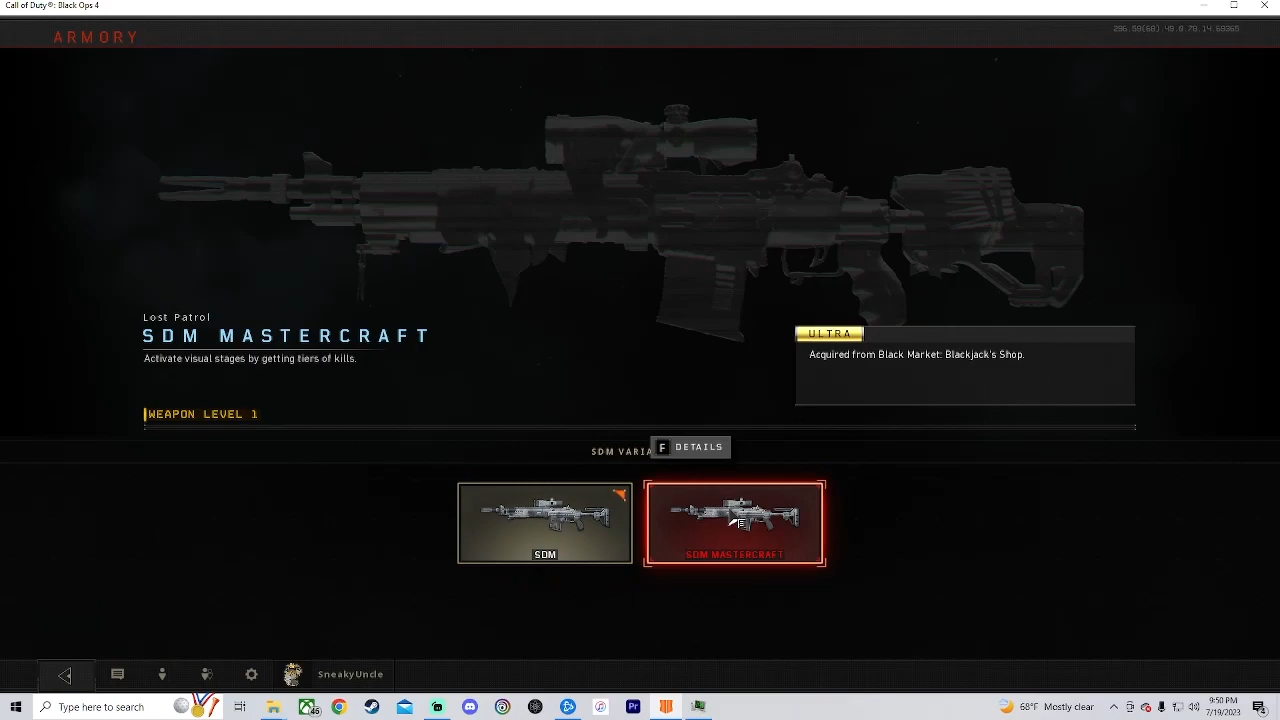 Call of Duty®: Black Ops 4
ARMORY
Lost Patrol
SDM MASTERCRAFT
Activate visual stages by getting tiers of kills.
ULTRA
Acquired from Black Market: Blackjack's Shop.
WEAPON LEVEL 1
SDM VARIA
F DETAILS
SDM
SDM MASTERCRAFT
SneakyUncle
Type here to search
46
Pr
68°F Mostly clear
9:50 PM
7/19/2023